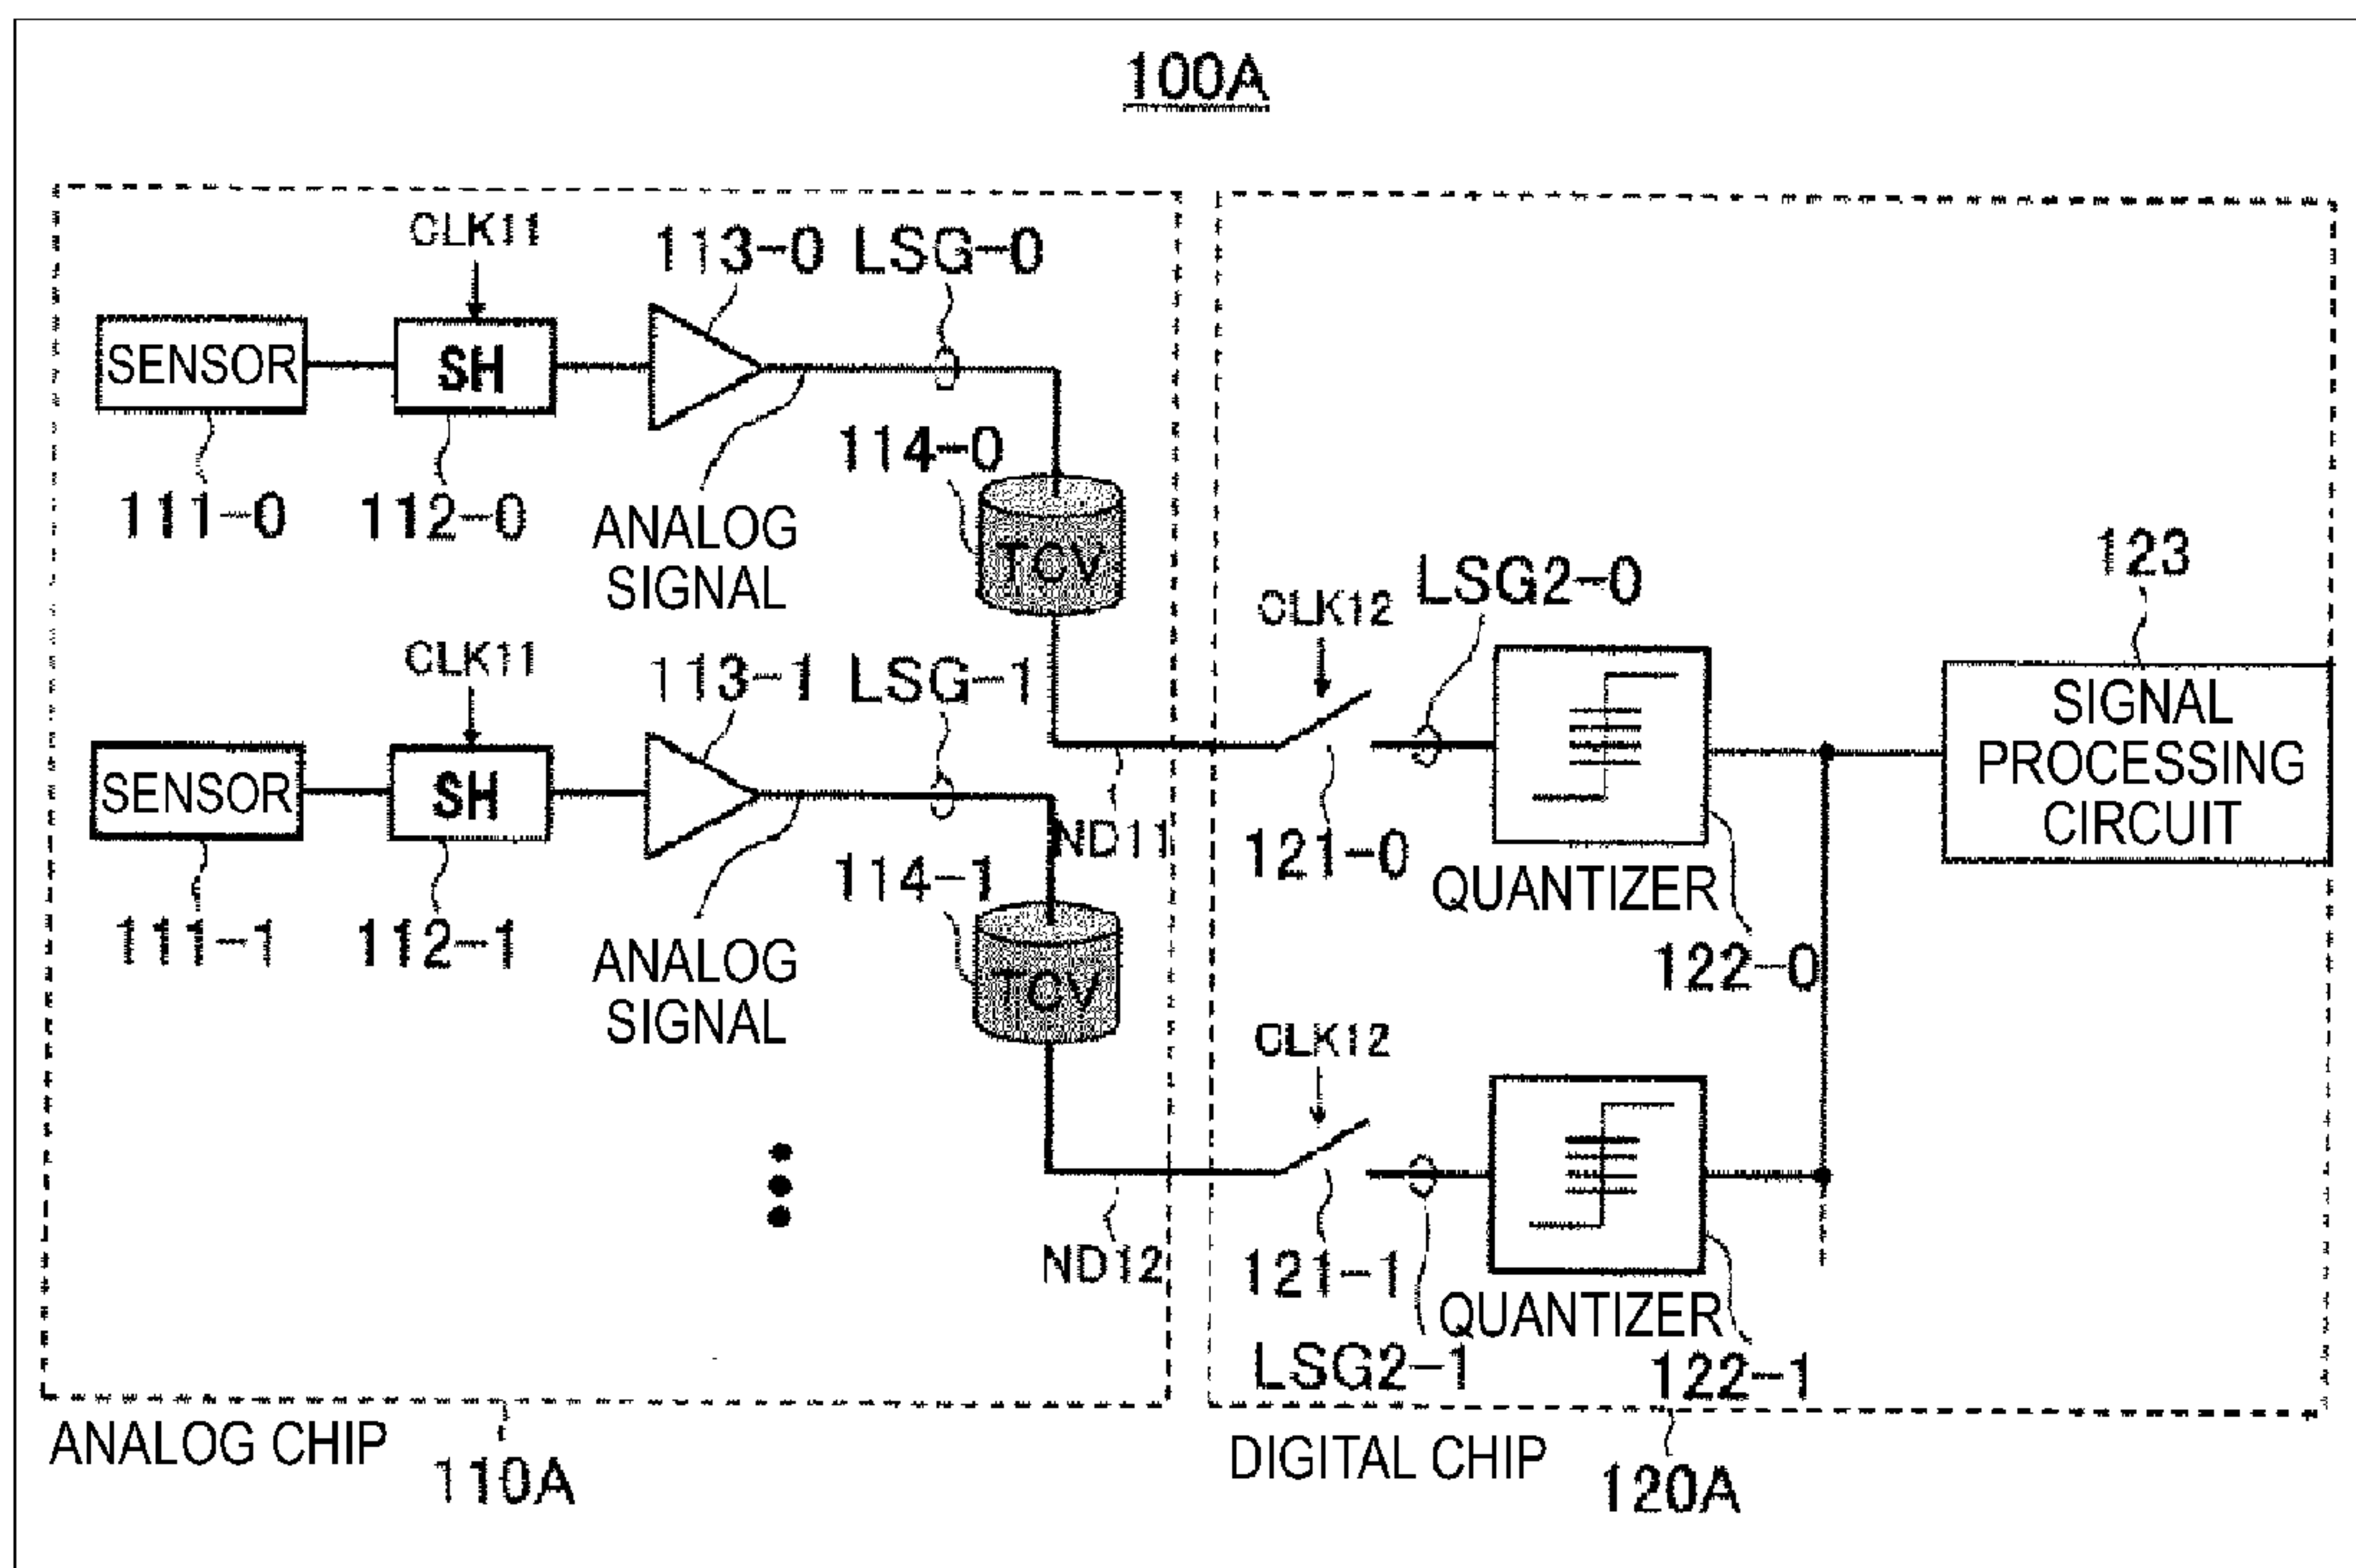 100A
CLK11
113-0 LSG-0
SENSOR
SH
114-0
111-0
112-0
ANALOG
SIGNAL
TCV
CLK11
113-1 LSG-1
SENSOR
SH
114-1
ND11
111-1
112-1
ANALOG
SIGNAL
TCV
ND12
ANALOG CHIP
110A
CLK12
LSG2-0
123
SIGNAL
PROCESSING
CIRCUIT
121-0
QUANTIZER
122-0
CLK12
121-1
QUANTIZER
LSG2-1
122-1
DIGITAL CHIP
120A